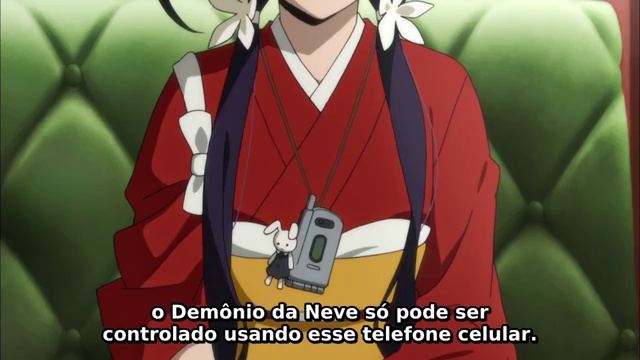 o Demônio da Neve só pode ser
controlado usando esse telefone celular.